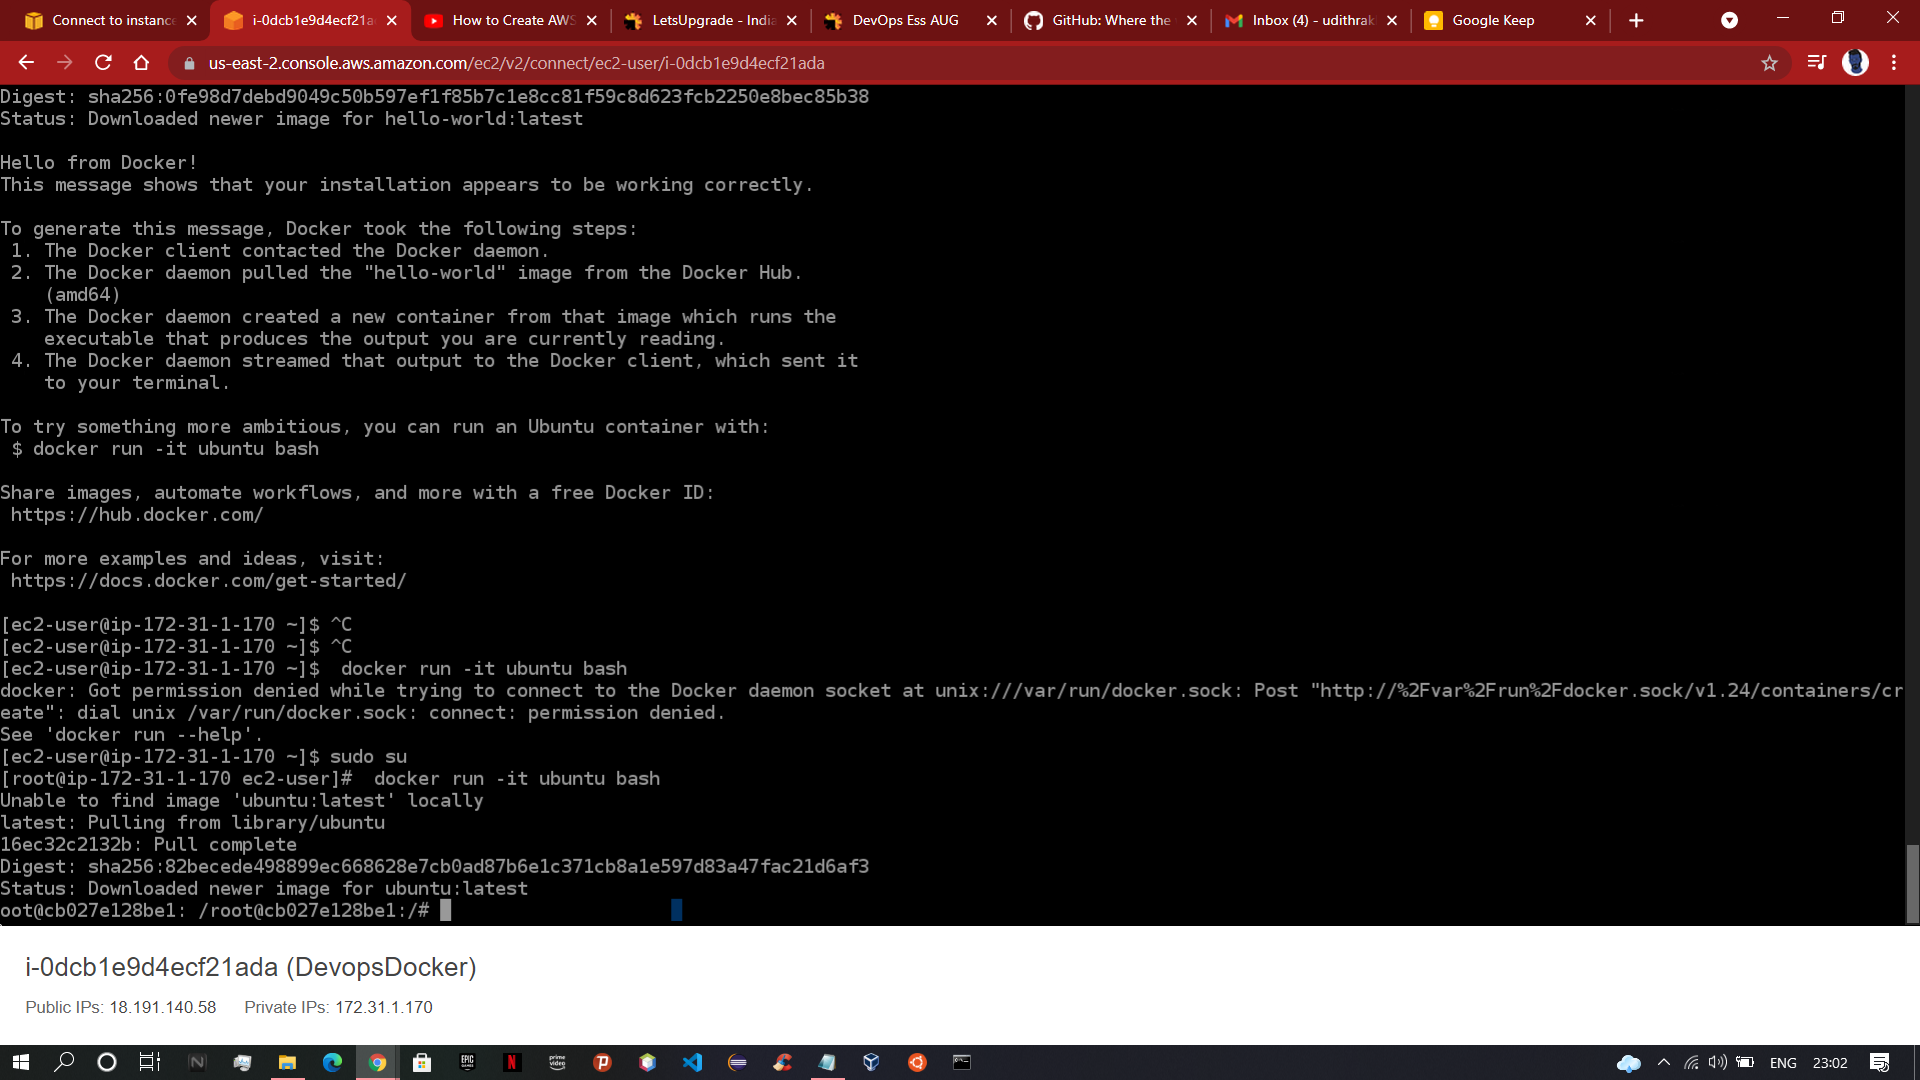 Connect to instance
i-0dcb1e9d4ecf21a
How to Create AWS
LetsUpgrade - India
DevOps Ess AUG
GitHub: Where the
Inbox (4) - udithrak
Google Keep
us-east-2.console.aws.amazon.com/ec2/v2/connect/ec2-user/i-0dcb1e9d4ecf21ada
Digest: sha256:0fe98d7debd9049c50b597ef1f85b7c1e8cc81f59c8d623fcb2250e8bec85b38
Status: Downloaded newer image for hello-world:latest
Hello from Docker!
This message shows that your installation appears to be working correctly.
To generate this message, Docker took the following steps:
1. The Docker client contacted the Docker daemon.
2. The Docker daemon pulled the "hello-world" image from the Docker Hub.
(amd64)
3. The Docker daemon created a new container from that image which runs the
executable that produces the output you are currently reading.
4. The Docker daemon streamed that output to the Docker client, which sent it
to your terminal.
To try something more ambitious, you can run an Ubuntu container with:
$ docker run -it ubuntu bash
Share images, automate workflows, and more with a free Docker ID:
https://hub.docker.com/
For more examples and ideas, visit:
https://docs.docker.com/get-started/
[ec2-user@ip-172-31-1-170 ~]$ ^C
[ec2-user@ip-172-31-1-170 ~]$ ^C
[ec2-user@ip-172-31-1-170 ~]$  docker run -it ubuntu bash
docker: Got permission denied while trying to connect to the Docker daemon socket at unix:///var/run/docker.sock: Post "http://%2Fvar%2Frun%2Fdocker.sock/v1.24/containers/cr
eate": dial unix /var/run/docker.sock: connect: permission denied.
See 'docker run --help'.
[ec2-user@ip-172-31-1-170 ~]$ sudo su
[root@ip-172-31-1-170 ec2-user]#  docker run -it ubuntu bash
Unable to find image 'ubuntu:latest' locally
latest: Pulling from library/ubuntu
16ec32c2132b: Pull complete
Digest: sha256:82becede498899ec668628e7cb0ad87b6e1c371cb8a1e597d83a47fac21d6af3
Status: Downloaded newer image for ubuntu:latest
oot@cb027e128be1: /root@cb027e128be1:/#
i-0dcb1e9d4ecf21ada (DevopsDocker)
Public IPs: 18.191.140.58 Private IPs: 172.31.1.170
EPIC GAMES
prime video
ENG
23:02